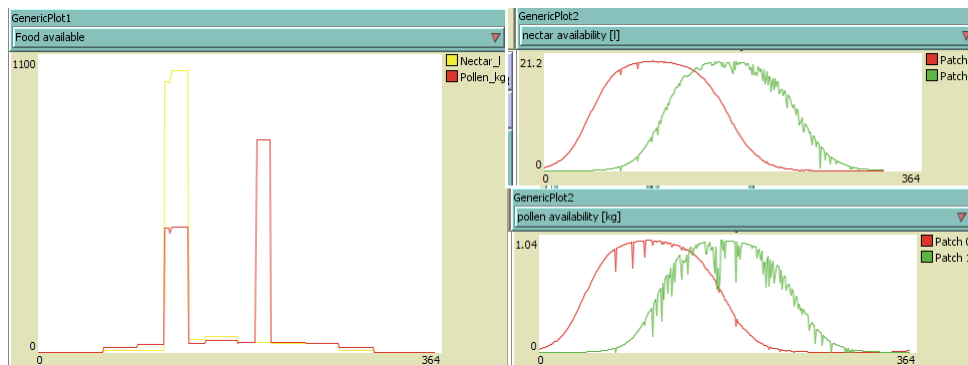 GenericPlot1
Food available
1100
Nectar_l
Pollen_kg
0
0
364
GenericPlot2
nectar availability [l]
21.2
Patch
Patch
0
0
364
GenericPlot2
pollen availability [kg]
1.04
Patch 0
Patch 1
0
0
364